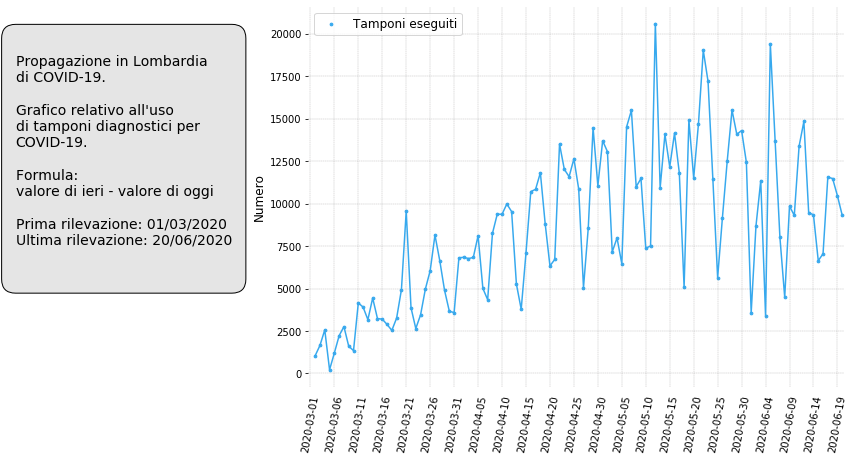 Propagazione in Lombardia
di COVID-19.
Grafico relativo all'uso
di tamponi diagnostici per
COVID-19.
Formula:
valore di ieri - valore di oggi
Prima rilevazione: 01/03/2020
Ultima rilevazione: 20/06/2020
Tamponi eseguiti
Numero
20000
17500
15000
12500
10000
7500
5000
2500
0
2020-03-01
2020-03-06
2020-03-11
2020-03-16
2020-03-21
2020-03-26
2020-03-31
2020-04-05
2020-04-10
2020-04-15
2020-04-20
2020-04-25
2020-04-30
2020-05-05
2020-05-10
2020-05-15
2020-05-20
2020-05-25
2020-05-30
2020-06-04
2020-06-09
2020-06-14
2020-06-19